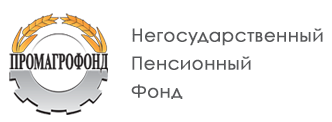 ПРОМАГРОФОНД
Негосударственный
Пенсионный
Фонд